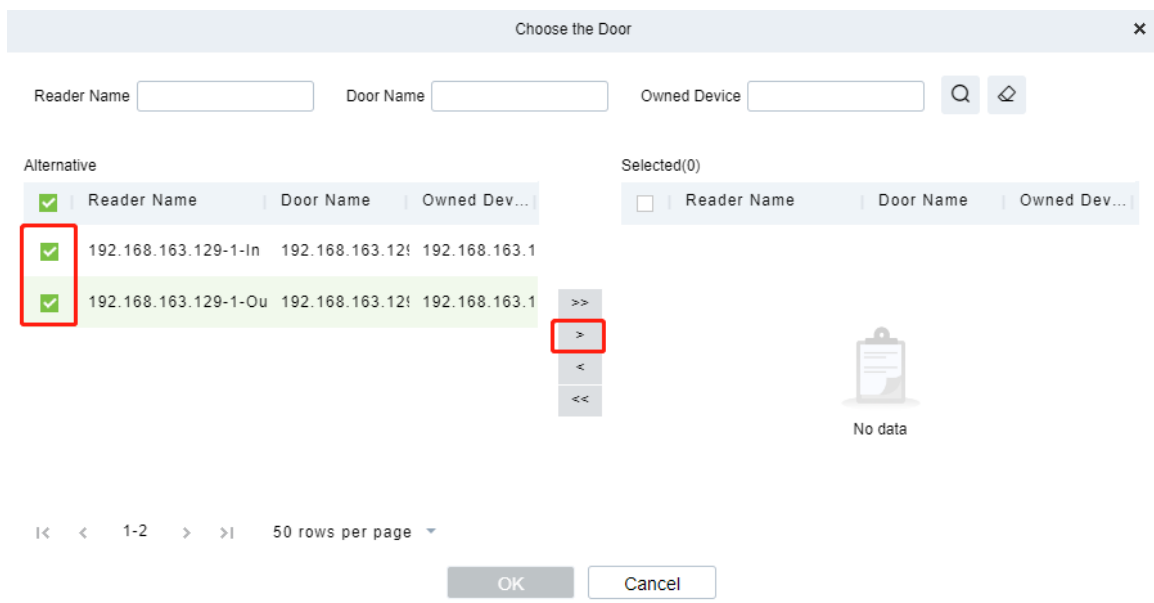 Choose the Door ×
Reader Name Door Name Owned Device
Alternative Selected(0)
Reader Name Door Name Owned Dev... Reader Name Door Name Owned Dev...
192.168.163.129-1-In 192.168.163.129 192.168.163.1
192.168.163.129-1-Ou 192.168.163.129 192.168.163.1
>>
>
<
<<
No data
|< < 1-2 > >| 50 rows per page
OK Cancel